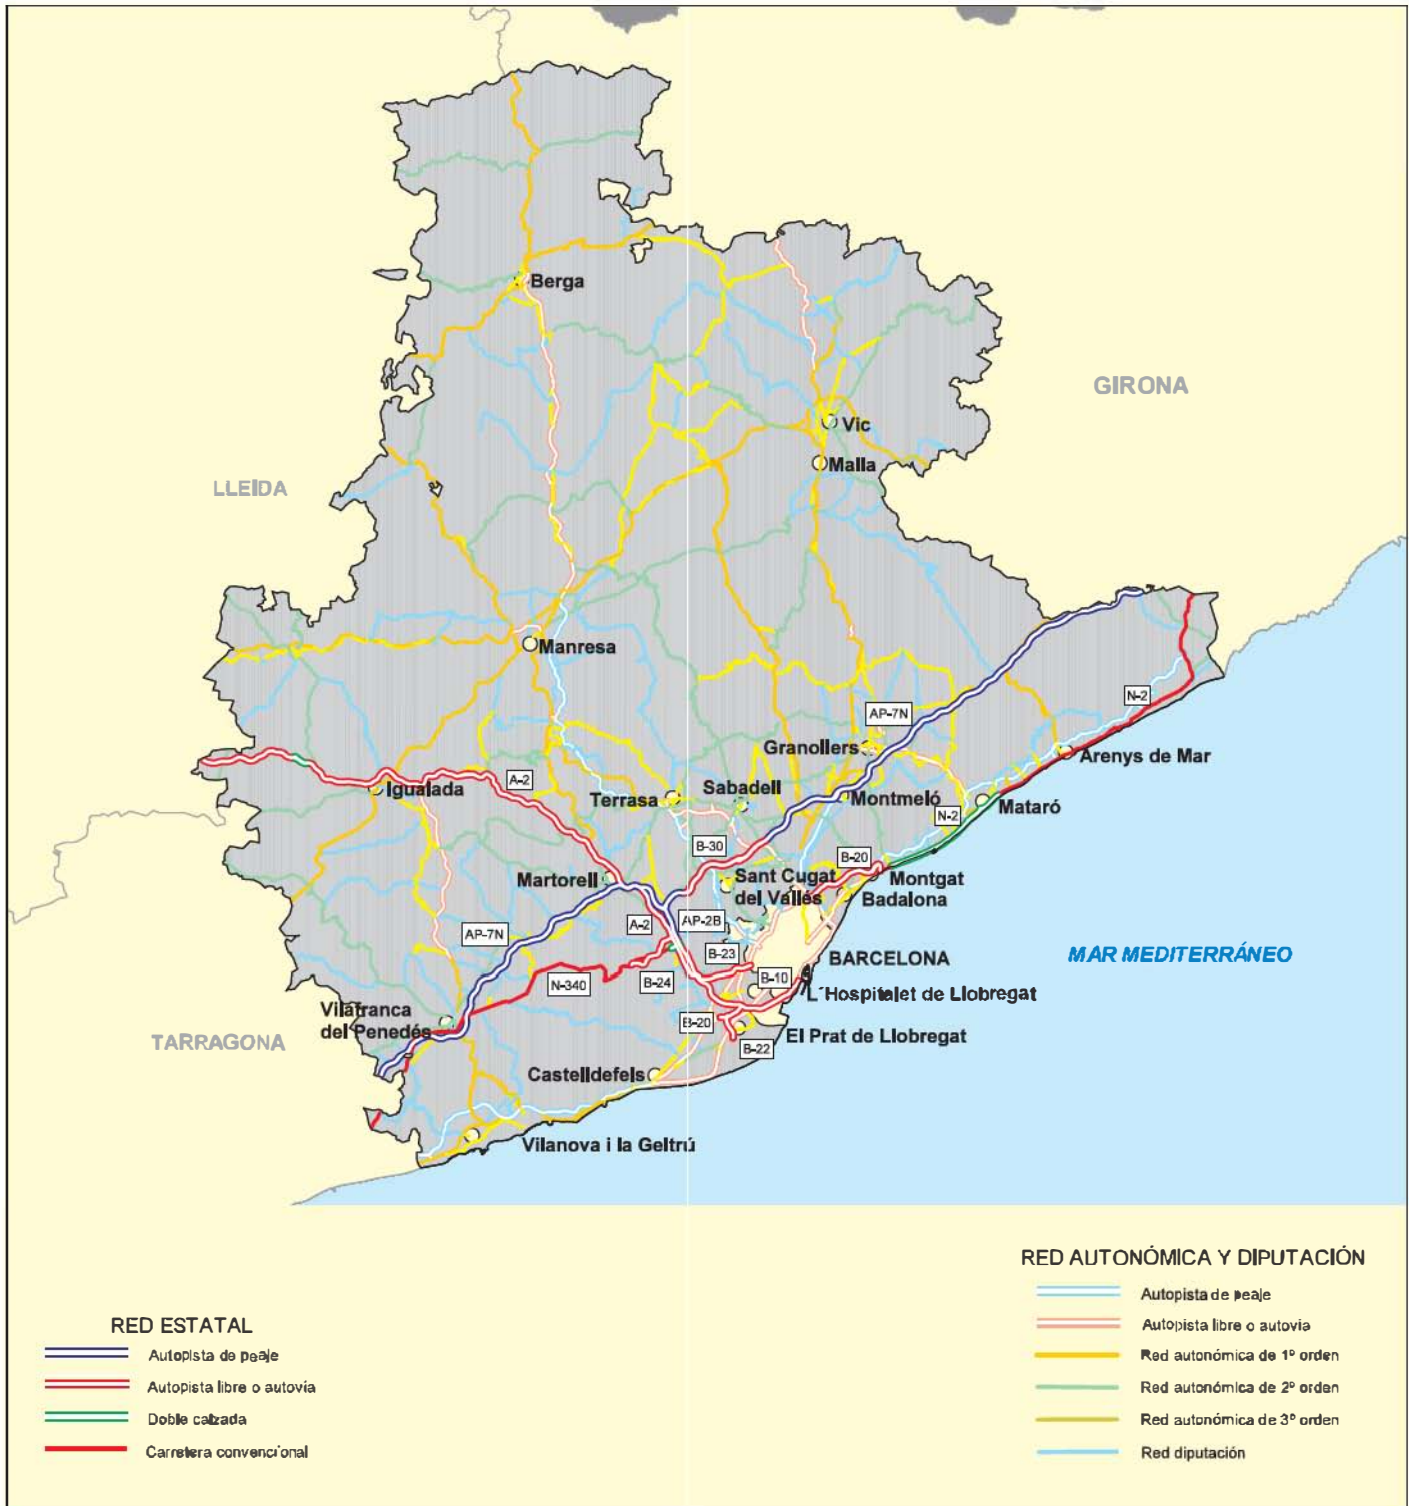 Berga
GIRONA
Vic
Malla
LLEIDA
Manresa
N-2
AP-7N
Granollers
Arenys de Mar
A-2
Igualada
Terrasa
Sabadell
Montmeló
Mataró
N-2
B-30
B-20
Martorell
Sant Cugat
del Vallés
Montgat
Badalona
A-2
AP-2B
AP-7N
B-23
BARCELONA
MAR MEDITERRÁNEO
N-340
B-24
B-10
L´Hospitalet de Llobregat
Vilafranca
del Penedés
B-20
El Prat de Llobregat
TARRAGONA
B-22
Castelldefels
Vilanova i la Geltrú
RED ESTATAL
Autopista de peaje
Autopista libre o autovía
Doble calzada
Carretera convencional
RED AUTONÓMICA Y DIPUTACIÓN
Autopista de peaje
Autopista libre o autovía
Red autonómica de 1º orden
Red autonómica de 2º orden
Red autonómica de 3º orden
Red diputación